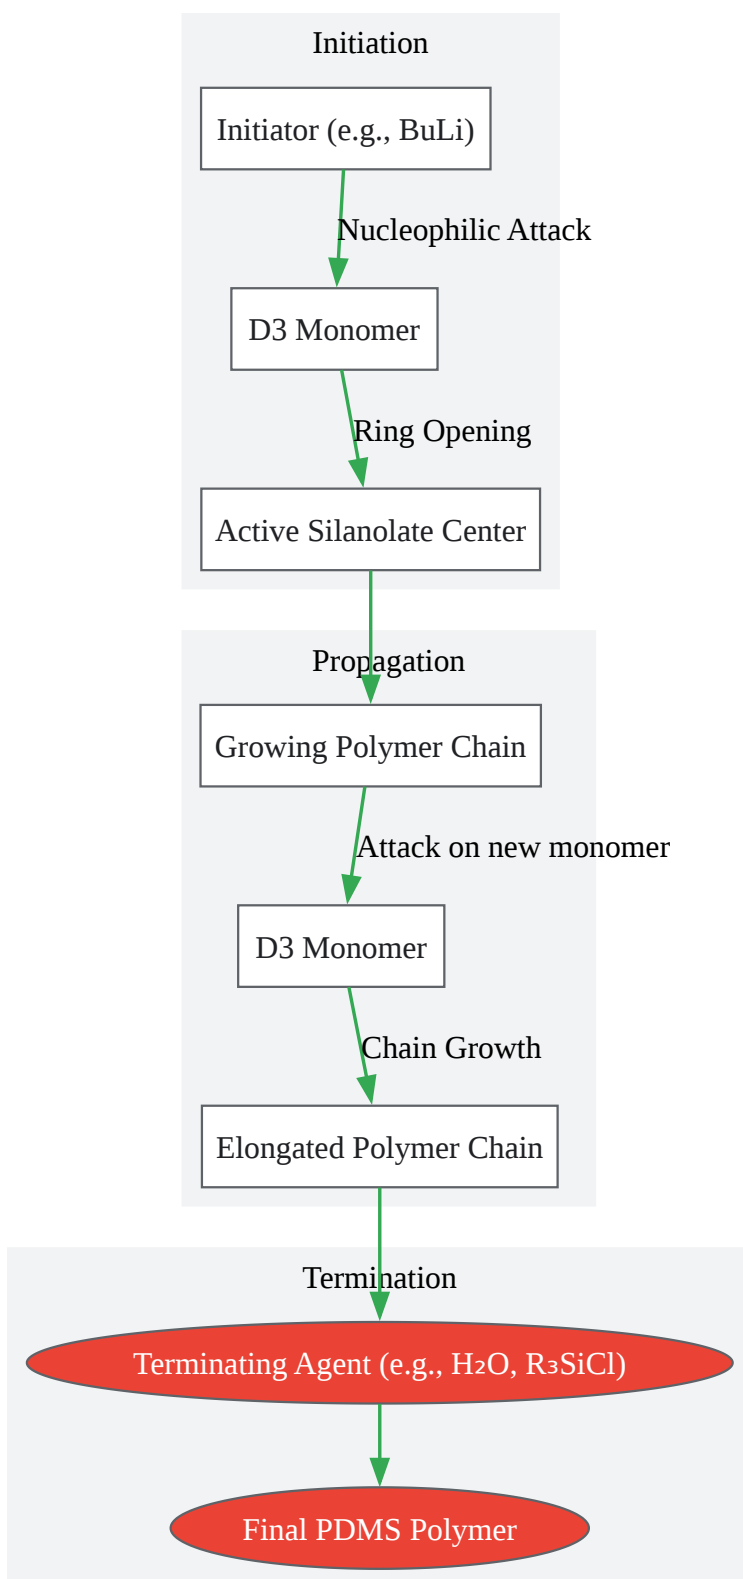 Initiation
Initiator (e.g., BuLi)
Nucleophilic Attack
D3 Monomer
Ring Opening
Active Silanolate Center
Propagation
Growing Polymer Chain
Attack on new monomer
D3 Monomer
Chain Growth
Elongated Polymer Chain
Termination
Terminating Agent (e.g., H₂O, R₃SiCl)
Final PDMS Polymer